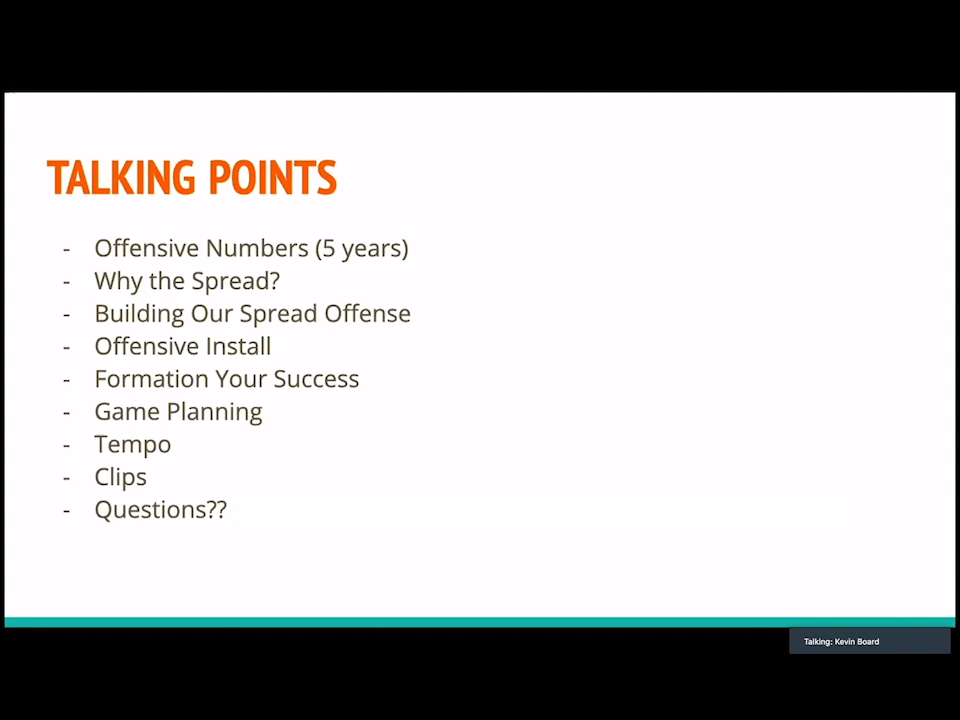 TALKING POINTS
- Offensive Numbers (5 years)
- Why the Spread?
- Building Our Spread Offense
- Offensive Install
- Formation Your Success
- Game Planning
- Tempo
- Clips
- Questions??
Talking: Kevin Board